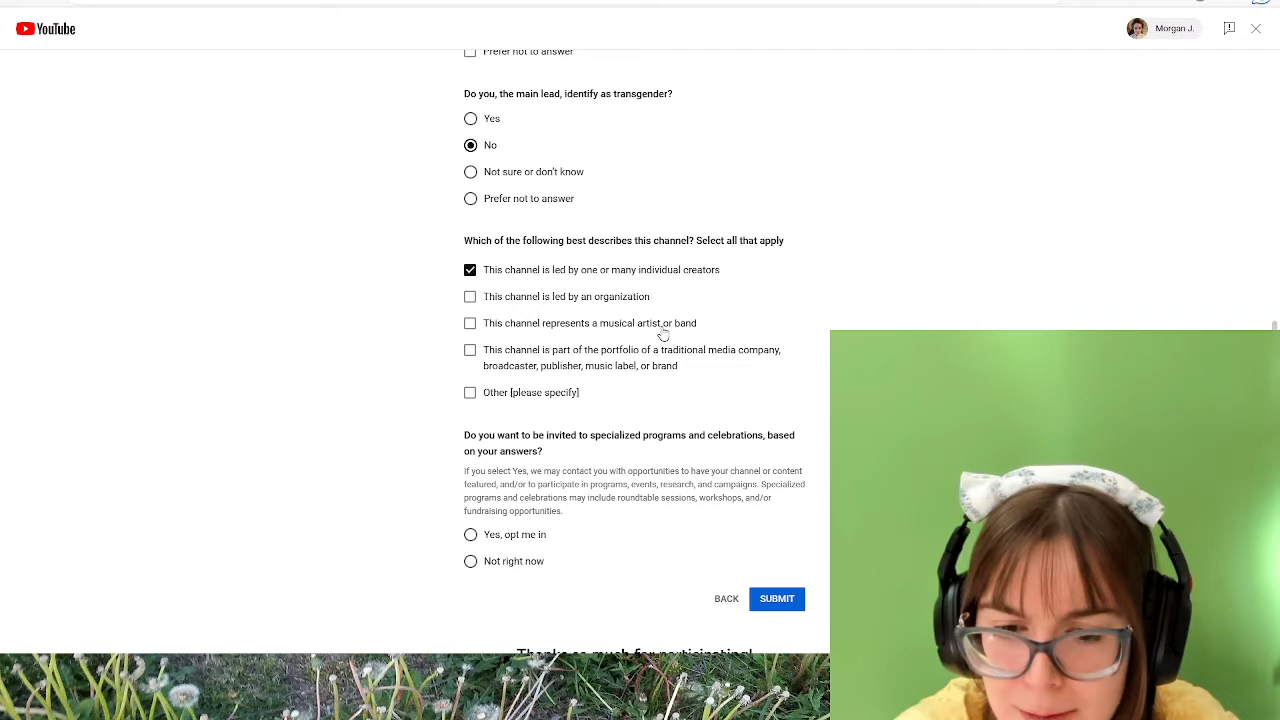 YouTube
Morgan J.
Prefer not to answer
Do you, the main lead, identify as transgender?
Yes
No
Not sure or don't know
Prefer not to answer
Which of the following best describes this channel? Select all that apply
This channel is led by one or many individual creators
This channel is led by an organization
This channel represents a musical artist or band
This channel is part of the portfolio of a traditional media company,
broadcaster, publisher, music label, or brand
Other [please specify]
Do you want to be invited to specialized programs and celebrations, based
on your answers?
If you select Yes, we may contact you with opportunities to have your channel or content
featured, and/or to participate in programs, events, research, and campaigns. Specialized
programs and celebrations may include roundtable sessions, workshops, and/or
fundraising opportunities.
Yes, opt me in
Not right now
BACK SUBMIT
Thanks so much for participating!